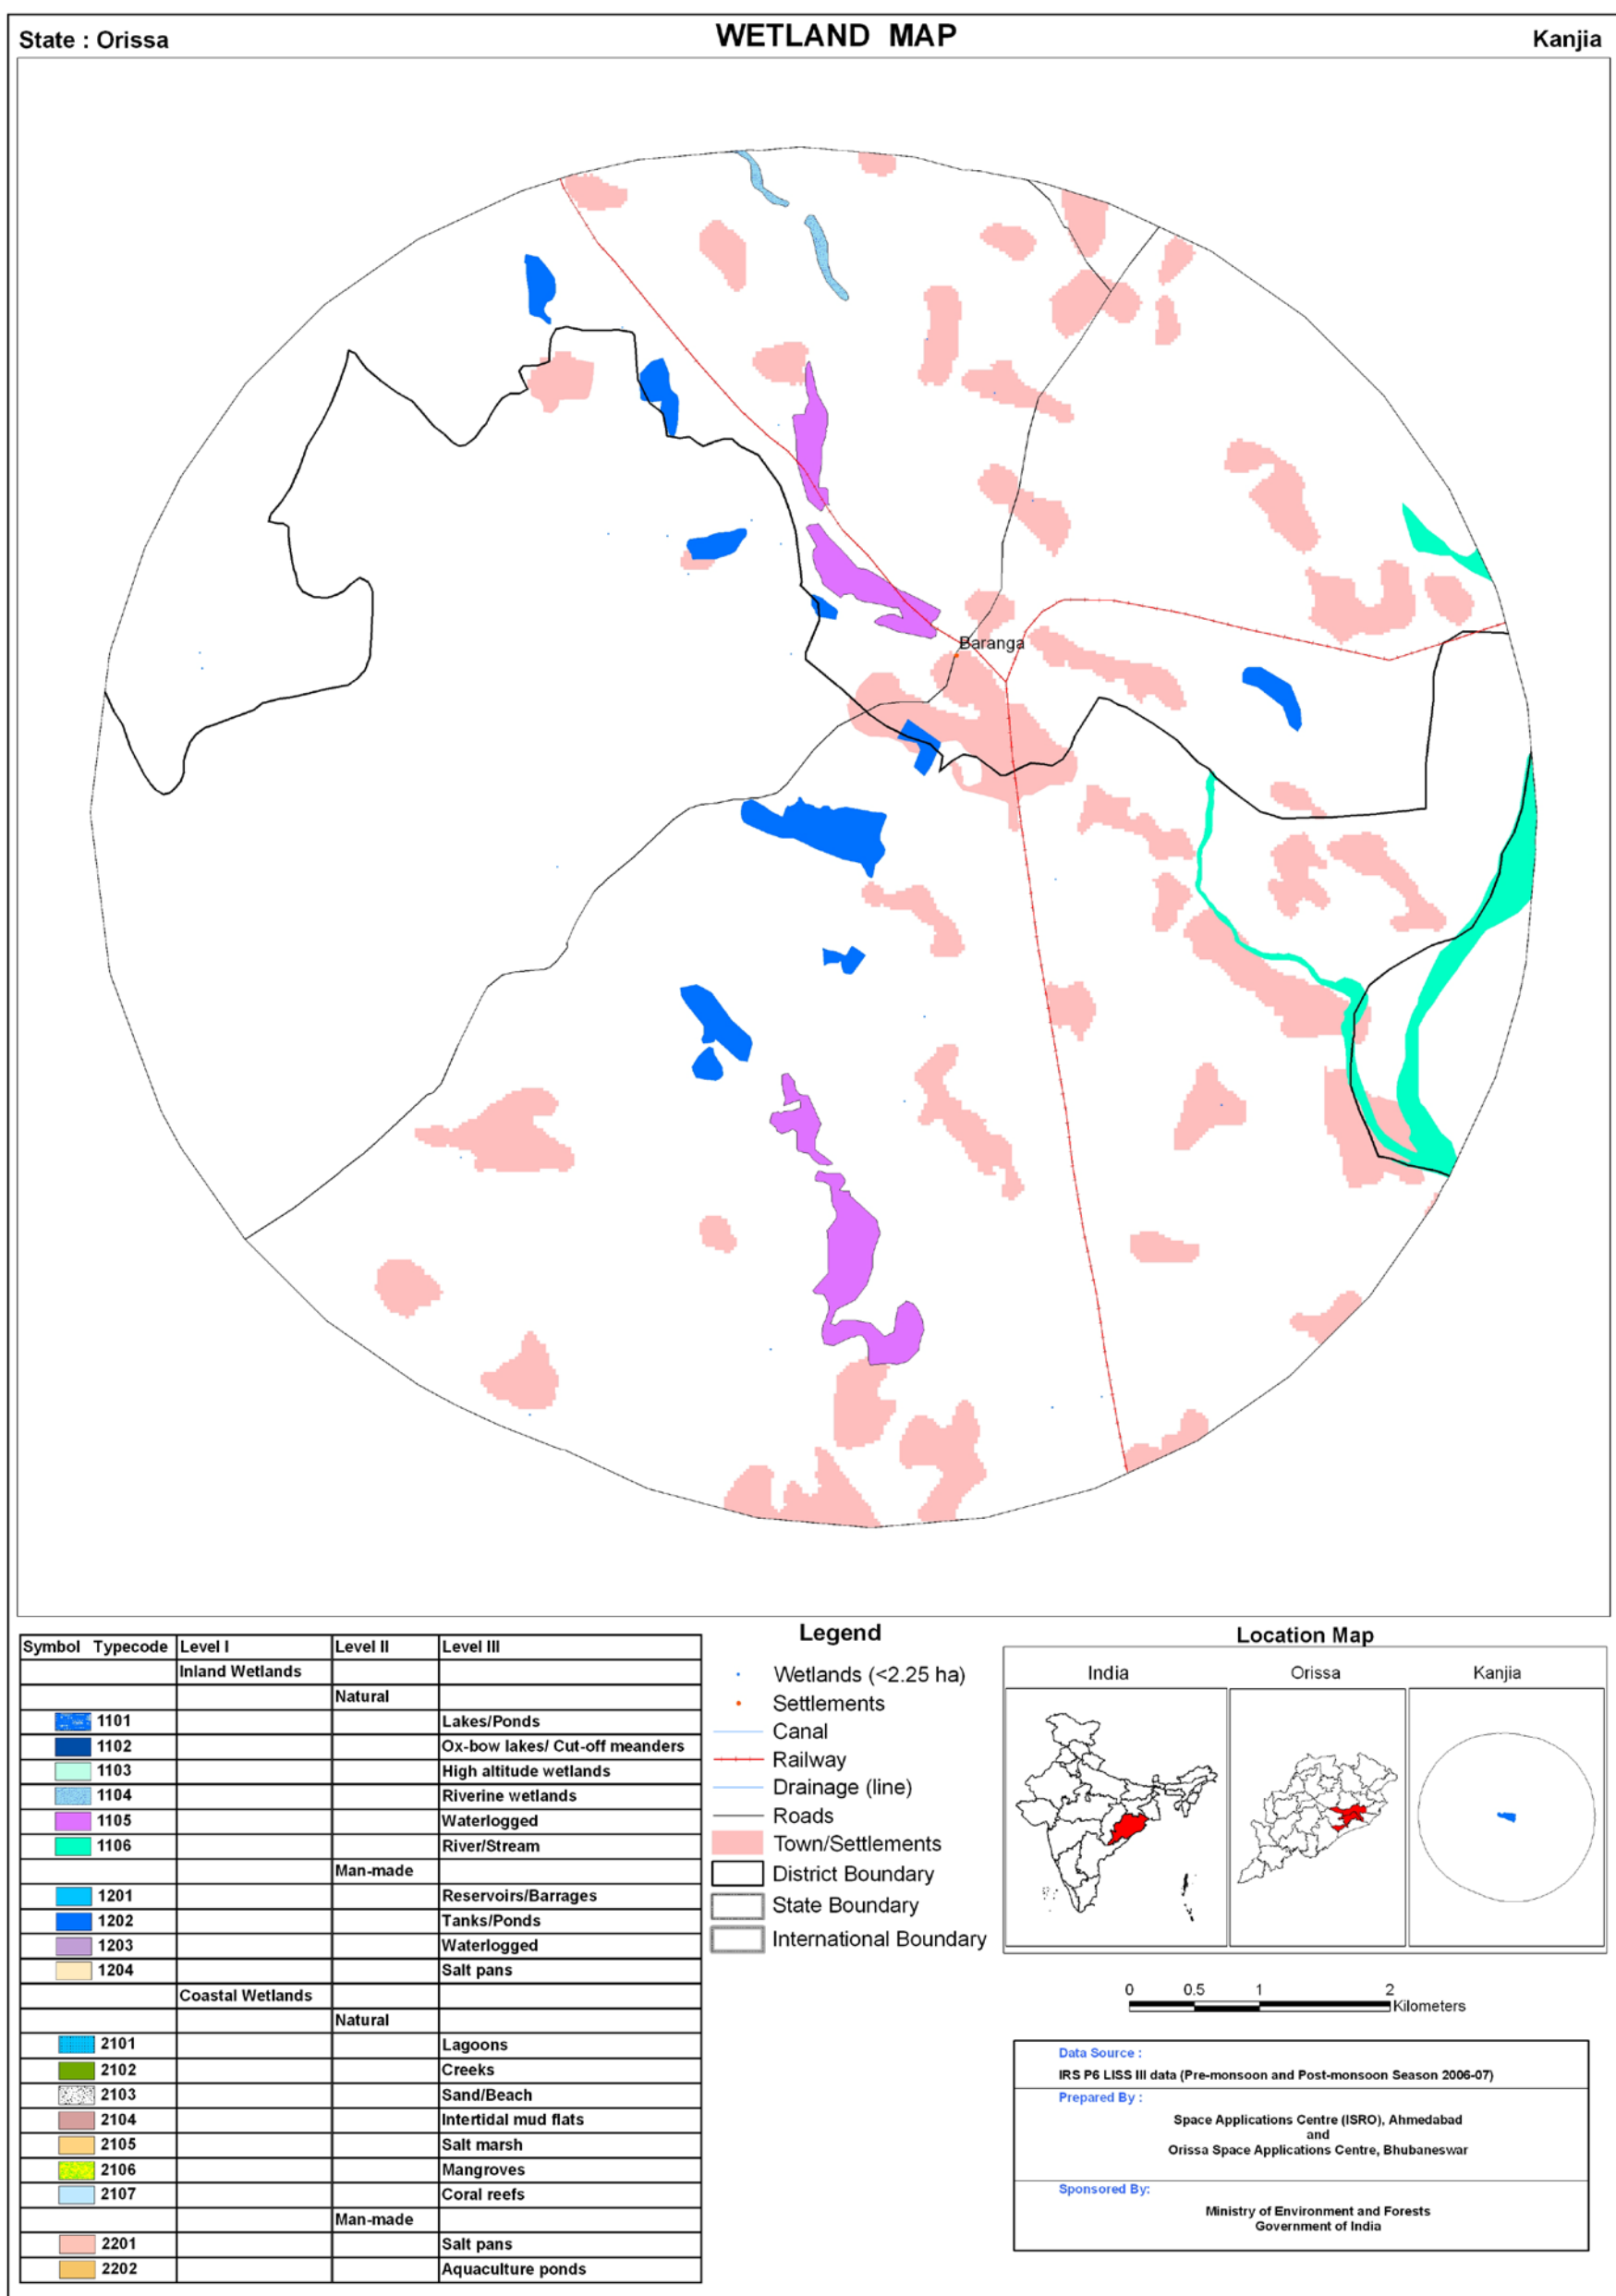 State : Orissa
WETLAND MAP
Kanjia
Baranga
Symbol Typecode Level I Level II Level III
Inland Wetlands
Natural
1101 Lakes/Ponds
1102 Ox-bow lakes/ Cut-off meanders
1103 High altitude wetlands
1104 Riverine wetlands
1105 Waterlogged
1106 River/Stream
Man-made
1201 Reservoirs/Barrages
1202 Tanks/Ponds
1203 Waterlogged
1204 Salt pans
Coastal Wetlands
Natural
2101 Lagoons
2102 Creeks
2103 Sand/Beach
2104 Intertidal mud flats
2105 Salt marsh
2106 Mangroves
2107 Coral reefs
Man-made
2201 Salt pans
2202 Aquaculture ponds
Legend
Wetlands (<2.25 ha)
Settlements
Canal
Railway
Drainage (line)
Roads
Town/Settlements
District Boundary
State Boundary
International Boundary
Location Map
India
Orissa
Kanjia
0 0.5 1 2
Kilometers
Data Source :
IRS P6 LISS III data (Pre-monsoon and Post-monsoon Season 2006-07)
Prepared By :
Space Applications Centre (ISRO), Ahmedabad
and
Orissa Space Applications Centre, Bhubaneswar
Sponsored By:
Ministry of Environment and Forests
Government of India